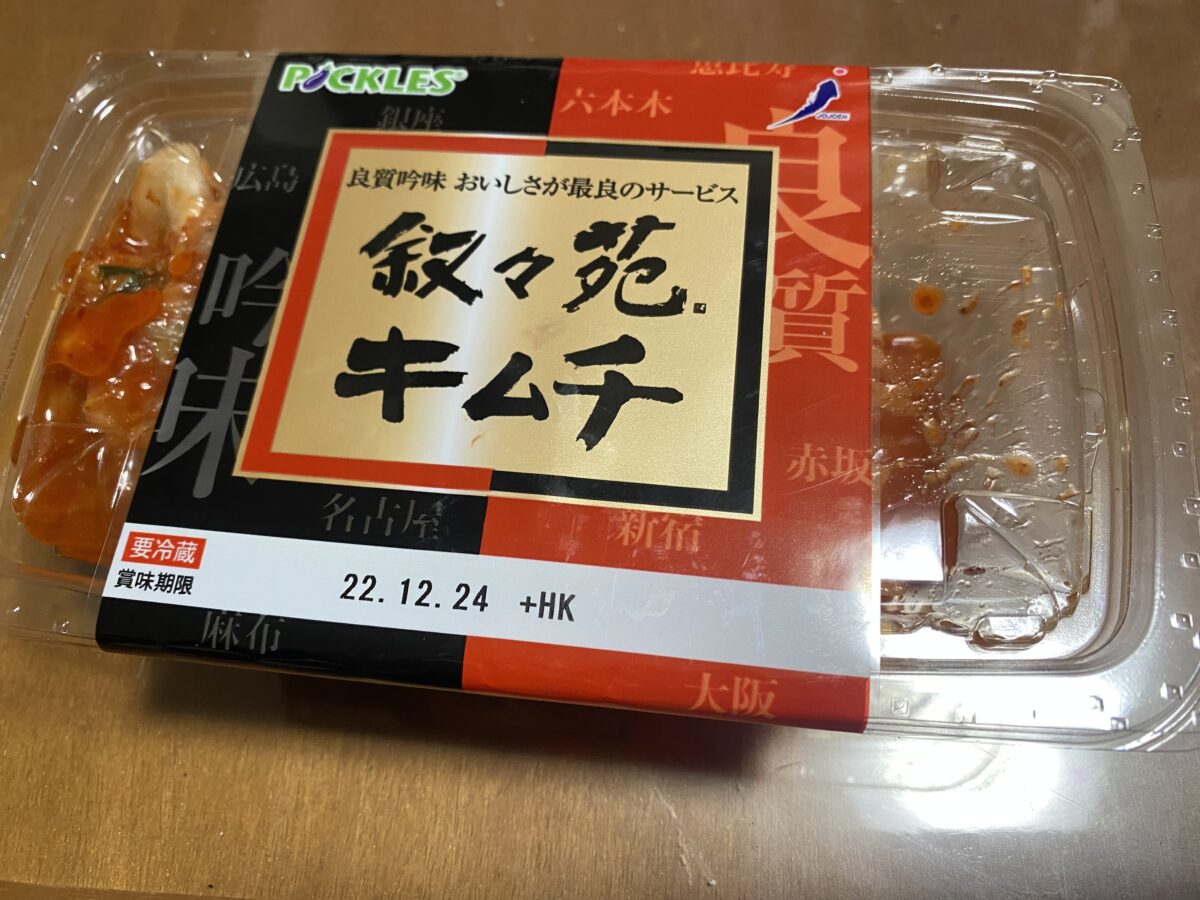 PICKLES®
恵比寿
六本木
銀座
JOJOEN
広島
良質吟味 おいしさが最良のサービス
叙々苑
キムチ
良質
吟味
赤坂
名古屋
新宿
要冷蔵
賞味期限
22.12.24 +HK
麻布
大阪